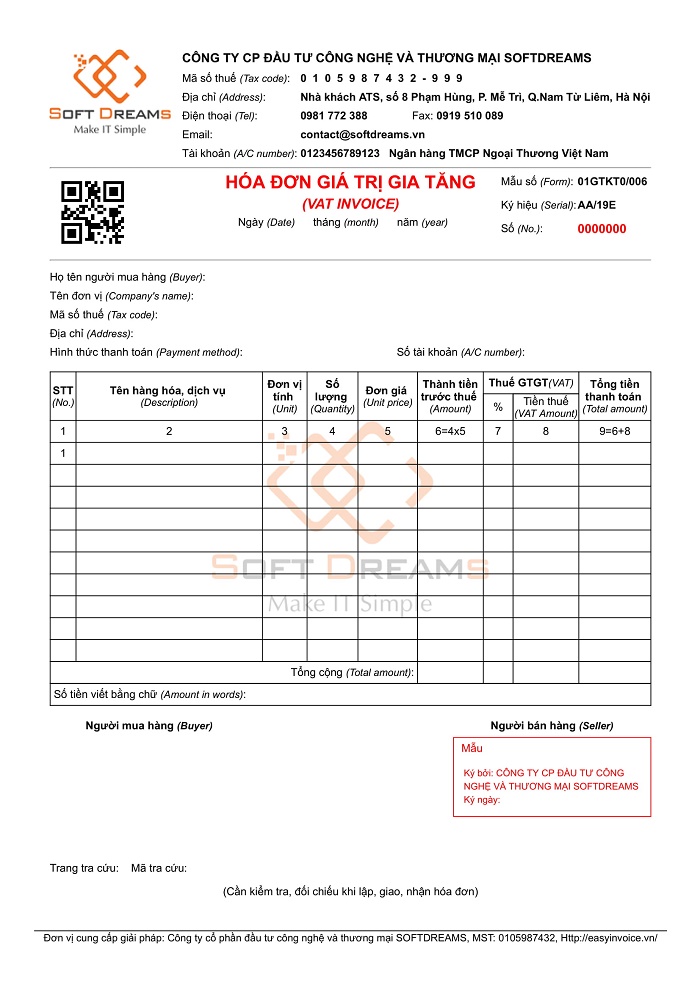 CÔNG TY CP ĐẦU TƯ CÔNG NGHỆ VÀ THƯƠNG MẠI SOFTDREAMS
Mã số thuế (Tax code): 0 1 0 5 9 8 7 4 3 2 - 9 9 9
Địa chỉ (Address): Nhà khách ATS, số 8 Phạm Hùng, P. Mễ Trì, Q.Nam Từ Liêm, Hà Nội
SOFT DREAMS
Make IT Simple
Điện thoại (Tel): 0981 772 388 Fax: 0919 510 089
Email: contact@softdreams.vn
Tài khoản (A/C number): 0123456789123 Ngân hàng TMCP Ngoại Thương Việt Nam
HÓA ĐƠN GIÁ TRỊ GIA TĂNG
(VAT INVOICE)
Ngày (Date) tháng (month) năm (year)
Mẫu số (Form): 01GTKT0/006
Ký hiệu (Serial): AA/19E
Số (No.): 0000000
Họ tên người mua hàng (Buyer):
Tên đơn vị (Company's name):
Mã số thuế (Tax code):
Địa chỉ (Address):
Hình thức thanh toán (Payment method): Số tài khoản (A/C number):
STT (No.)
Tên hàng hóa, dịch vụ (Description)
Đơn vị tính (Unit)
Số lượng (Quantity)
Đơn giá (Unit price)
Thành tiền trước thuế (Amount)
Thuế GTGT(VAT)
%
Tiền thuế (VAT Amount)
Tổng tiền thanh toán (Total amount)
1 2 3 4 5 6=4x5 7 8 9=6+8
1
SOFT DREAMS
Make IT Simple
Tổng cộng (Total amount):
Số tiền viết bằng chữ (Amount in words):
Người mua hàng (Buyer) Người bán hàng (Seller)
Mẫu
Ký bởi: CÔNG TY CP ĐẦU TƯ CÔNG
NGHỆ VÀ THƯƠNG MẠI SOFTDREAMS
Ký ngày:
Trang tra cứu: Mã tra cứu:
(Cần kiểm tra, đối chiếu khi lập, giao, nhận hóa đơn)
Đơn vị cung cấp giải pháp: Công ty cổ phần đầu tư công nghệ và thương mại SOFTDREAMS, MST: 0105987432, Http://easyinvoice.vn/